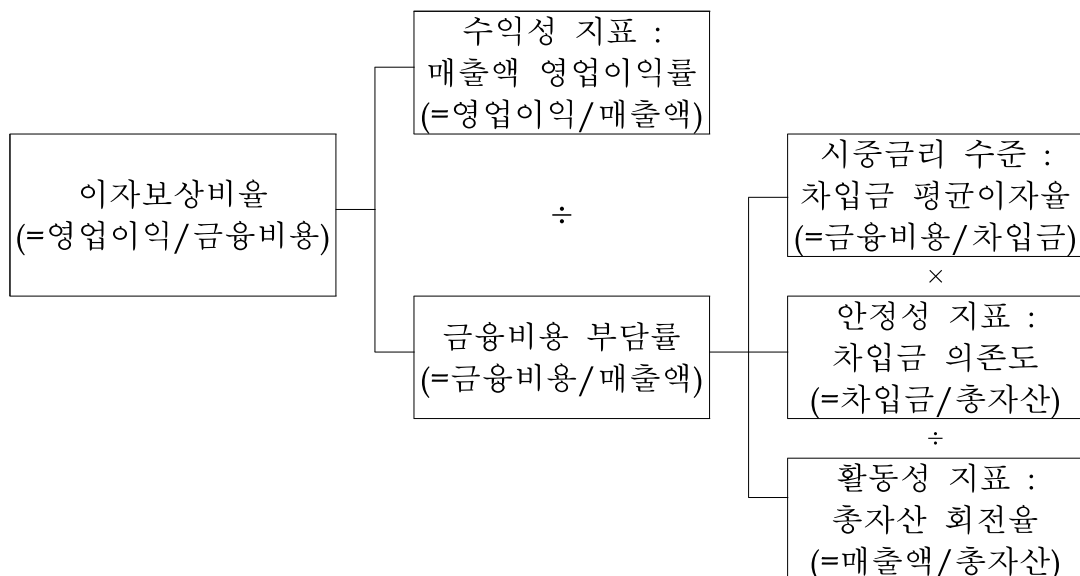 수익성 지표 :
매출액 영업이익률
(=영업이익/매출액)
이자보상비율
(=영업이익/금융비용)
÷
금융비용 부담률
(=금융비용/매출액)
시중금리 수준 :
차입금 평균이자율
(=금융비용/차입금)
×
안정성 지표 :
차입금 의존도
(=차입금/총자산)
÷
활동성 지표 :
총자산 회전율
(=매출액/총자산)